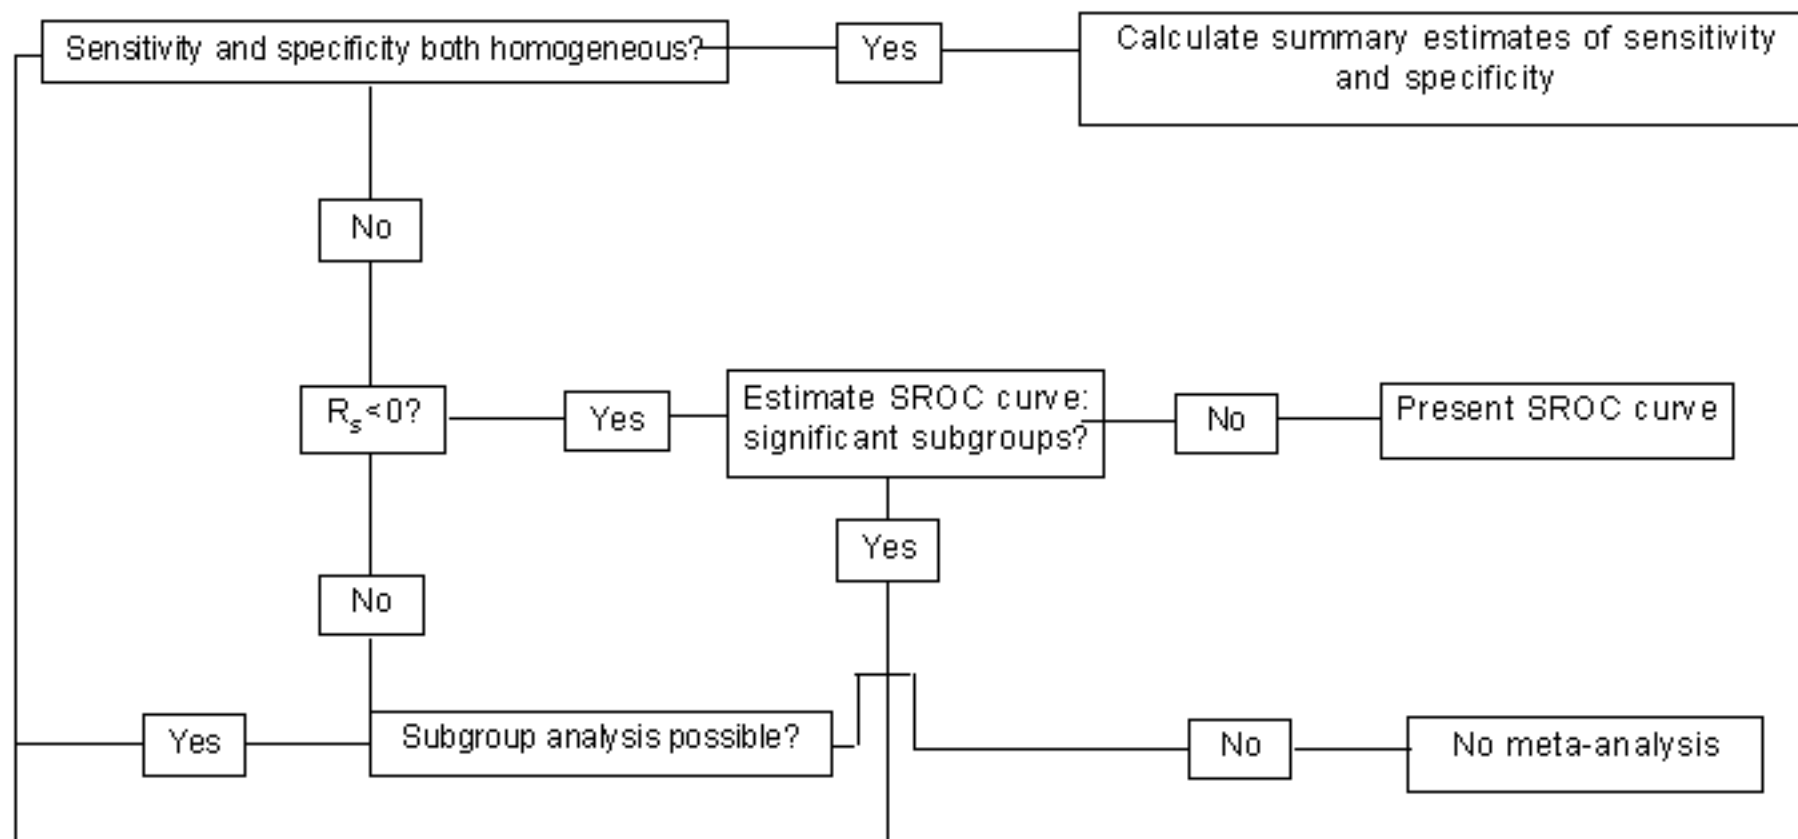 Sensitivity and specificity both homogeneous?
Yes
Calculate summary estimates of sensitivity
and specificity
No
Rₛ<0?
Yes
Estimate SROC curve:
significant subgroups?
No
Present SROC curve
Yes
No
Yes
Subgroup analysis possible?
No
No meta-analysis